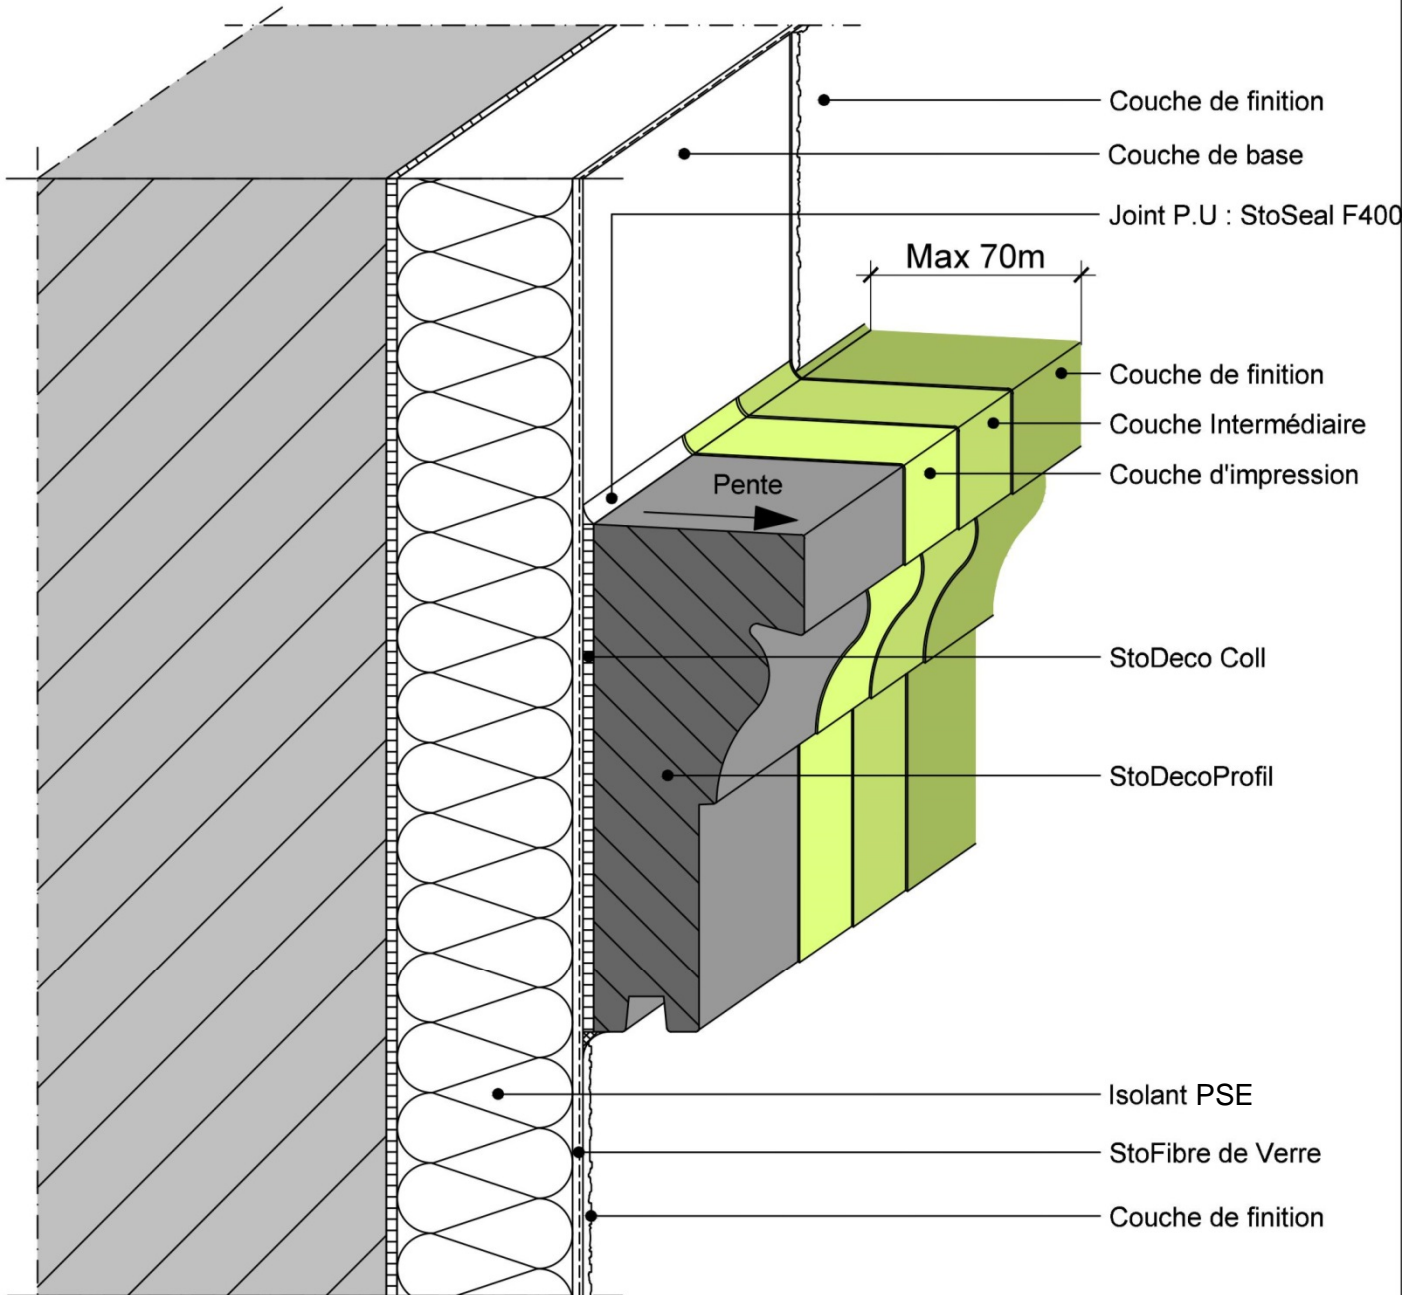 Couche de finition
Couche de base
Joint P.U : StoSeal F400
Max 70m
Couche de finition
Couche Intermédiaire
Couche d'impression
Pente
StoDeco Coll
StoDecoProfil
Isolant PSE
StoFibre de Verre
Couche de finition